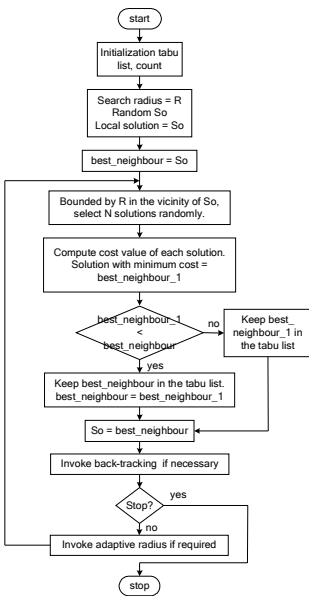 start
Initialization tabu
list, count
Search radius = R
Random So
Local solution = So
best_neighbour = So
Bounded by R in the vicinity of So,
select N solutions randomly.
Compute cost value of each solution.
Solution with minimum cost =
best_neighbour_1
best_neighbour_1
<
best_neighbour
no
Keep best_
neighbour_1 in
the tabu list
yes
Keep best_neighbour in the tabu list.
best_neighbour = best_neighbour_1
So = best_neighbour
Invoke back-tracking if necessary
Stop?
yes
no
Invoke adaptive radius if required
stop